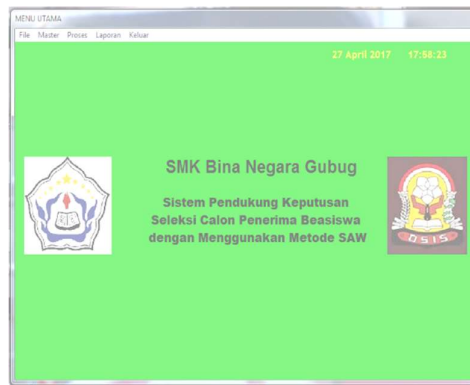 MENU UTAMA
File Master Proses Laporan Keluar
27 April 2017 17:58:23
SMK Bina Negara Gubug
Sistem Pendukung Keputusan
Seleksi Calon Penerima Beasiswa
dengan Menggunakan Metode SAW
OSIS